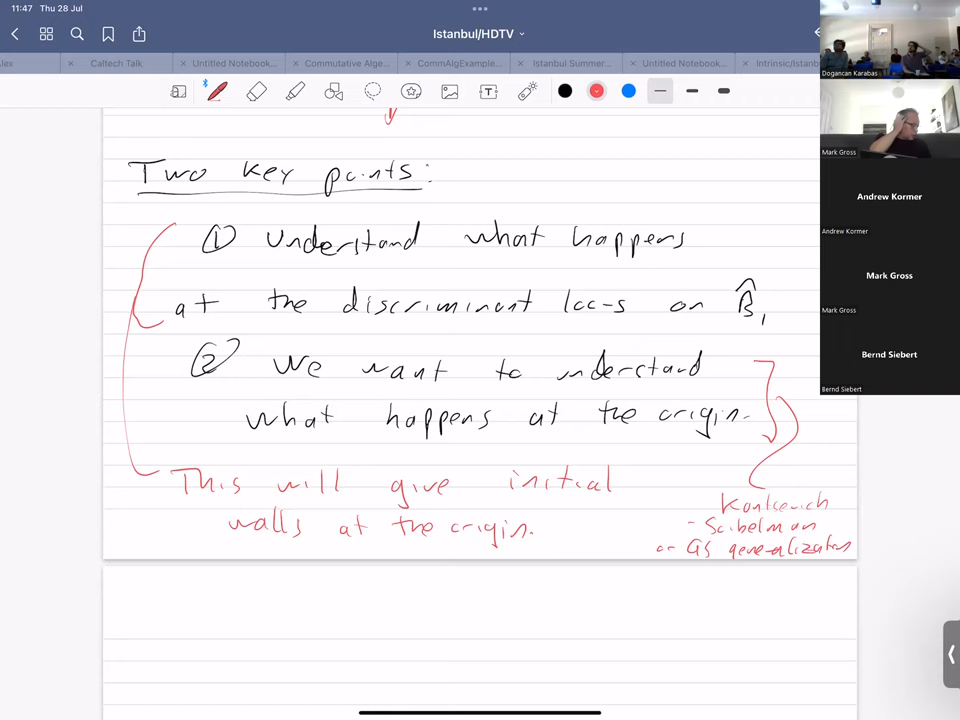 11:47 Thu 28 Jul
Istanbul/HDTV
lex
Caltech Talk
Untitled Notebook...
Commutative Alge...
CommAlgExample...
Istanbul Summer...
Untitled Notebook...
Intrinsic/Istanb
Two key points:
① Understand what happens
at the discriminant locus on B̂₁
② We want to understand
what happens at the origin.
This will give initial
walls at the origin.
Kontsevich
- Soibelman
or GS generalization
Dogancan Karabas
Mark Gross
Andrew Kormer
Andrew Kormer
Mark Gross
Mark Gross
Bernd Siebert
Bernd Siebert